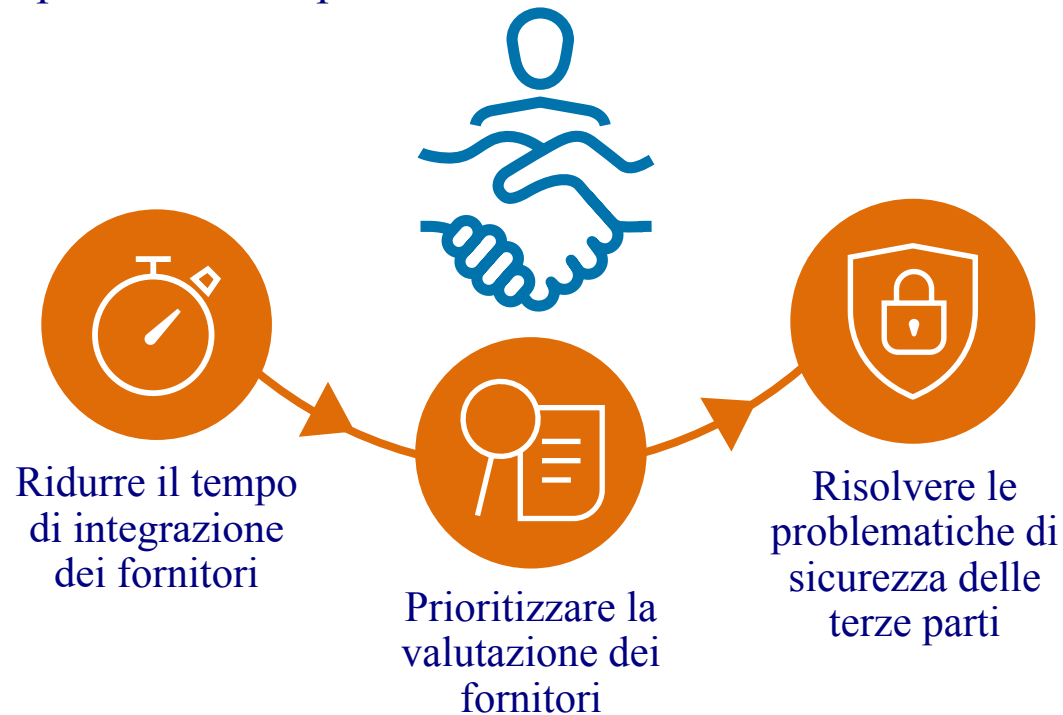 Ridurre il tempo
di integrazione
dei fornitori
Prioritizzare la
valutazione dei
fornitori
Risolvere le
problematiche di
sicurezza delle
terze parti